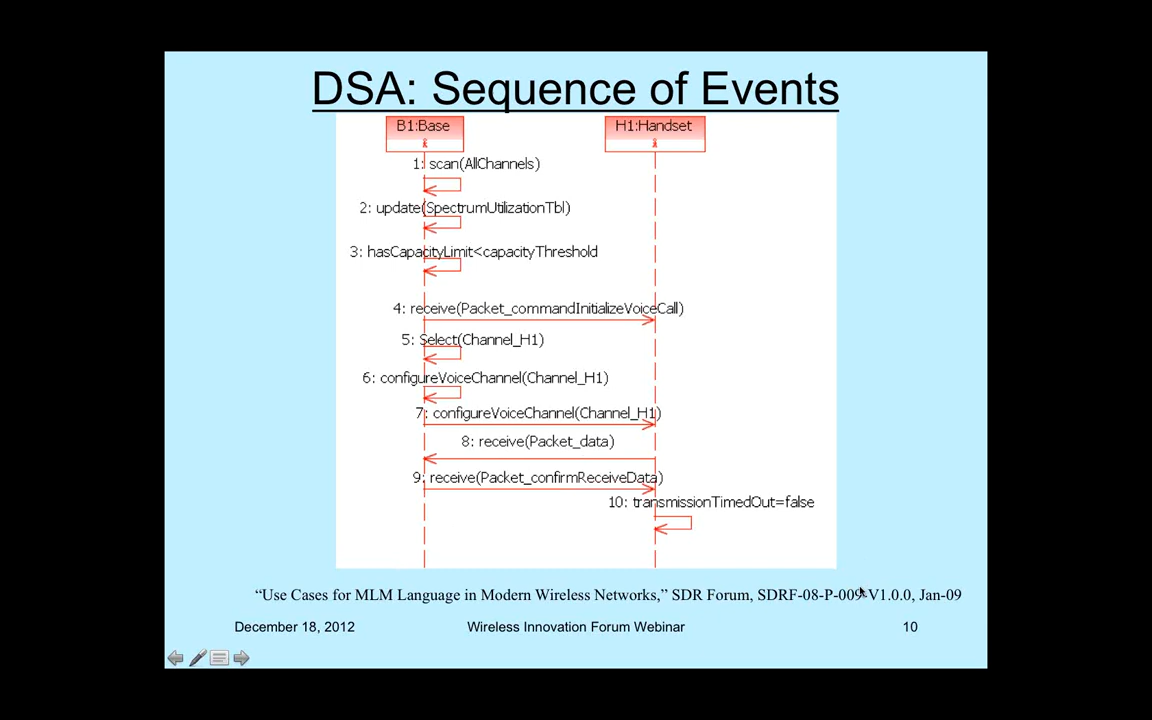 DSA: Sequence of Events
B1:Base
H1:Handset
1: scan(AllChannels)
2: update(SpectrumUtilizationTbl)
3: hasCapacityLimit<capacityThreshold
4: receive(Packet_commandInitializeVoiceCall)
5: Select(Channel_H1)
6: configureVoiceChannel(Channel_H1)
7: configureVoiceChannel(Channel_H1)
8: receive(Packet_data)
9: receive(Packet_confirmReceiveData)
10: transmissionTimedOut=false
“Use Cases for MLM Language in Modern Wireless Networks,” SDR Forum, SDRF-08-P-009-V1.0.0, Jan-09
December 18, 2012
Wireless Innovation Forum Webinar
10